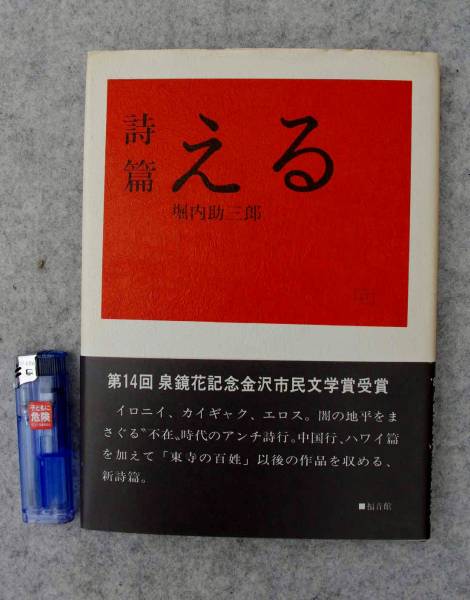 詩篇 える
堀内助三郎
第14回 泉鏡花記念金沢市民文学賞受賞
イロニイ、カイギャク、エロス。闇の地平をま
さぐる〝不在〟時代のアンチ詩行。中国行、ハワイ篇
を加えて「東寺の百姓」以後の作品を収める、
新詩篇。
■福音館
子どもに
危険